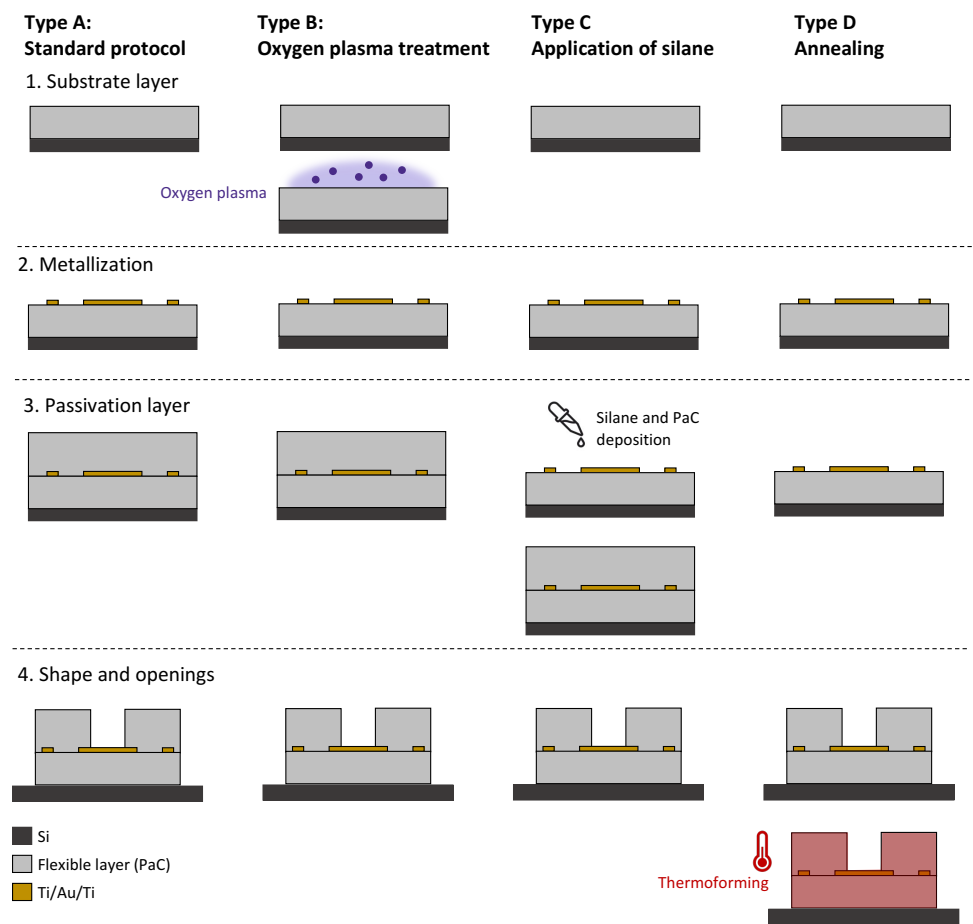 Type A:
Standard protocol
Type B:
Oxygen plasma treatment
Type C
Application of silane
Type D
Annealing
1. Substrate layer
Oxygen plasma
2. Metallization
3. Passivation layer
Silane and PaC
deposition
4. Shape and openings
Si
Flexible layer (PaC)
Ti/Au/Ti
Thermoforming